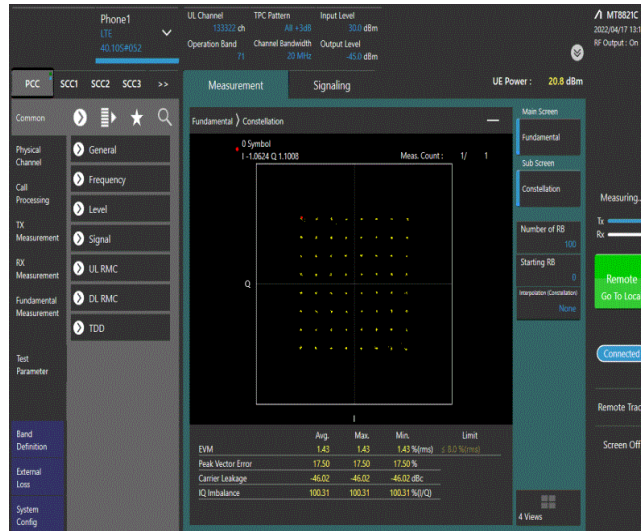 Phone1
LTE
40.105#052
UL Channel
133322 ch
TPC Pattern
Alt +3dB
Input Level
30.0 dBm
Operation Band
71
Channel Bandwidth
20 MHz
Output Level
-45.0 dBm
MT8821C
2022/04/17 13:1
RF Output : On
PCC
SCC1
SCC2
SCC3
>>
Measurement
Signaling
UE Power : 20.8 dBm
Common
Physical
Channel
Call
Processing
TX
Measurement
RX
Measurement
Fundamental
Measurement
Test
Parameter
Band
Definition
External
Loss
System
Config
General
Frequency
Level
Signal
UL RMC
DL RMC
TDD
Fundamental ⟩ Constellation
0 Symbol
I -1.0624 Q 1.1008
Meas. Count : 1/ 1
Q
I
Avg. Max. Min. Limit
EVM 1.43 1.43 1.43 %(rms) ≤ 8.0 %(rms)
Peak Vector Error 17.50 17.50 17.50 %
Carrier Leakage -46.02 -46.02 -46.02 dBc
IQ Imbalance 100.31 100.31 100.31 %(I/Q)
Main Screen
Fundamental
Sub Screen
Constellation
Number of RB
100
Starting RB
0
Interpolation (Constellation)
None
4 Views
Measuring..
Tx
Rx
Remote
Go To Loca
Connected
Remote Trac
Screen Off